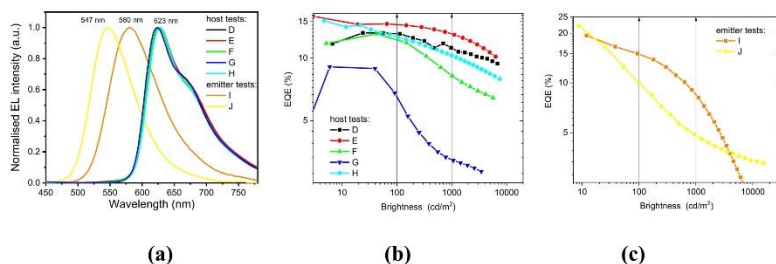 547 nm 580 nm 623 nm
host tests:
D
E
F
G
H
emitter tests:
I
J
Normalised EL intensity (a.u.)
1.0
0.8
0.6
0.4
0.2
0.0
450 500 550 600 650 700 750
Wavelength (nm)
(a)
EQE (%)
15
10
5
host tests:
D
E
F
G
H
10 100 1000 10000
Brightness (cd/m²)
(b)
EQE (%)
25
20
15
10
5
emitter tests:
I
J
10 100 1000 10000
Brightness (cd/m²)
(c)